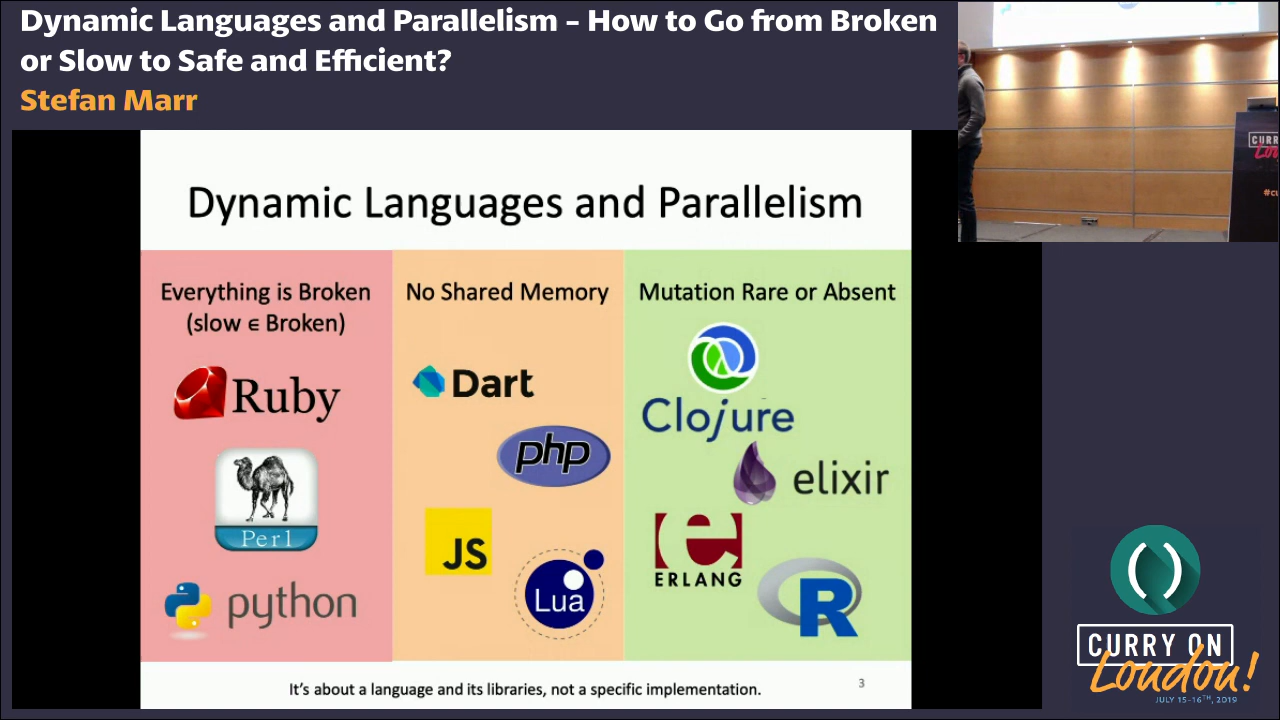 Dynamic Languages and Parallelism – How to Go from Broken
or Slow to Safe and Efficient?
Stefan Marr
Dynamic Languages and Parallelism
Everything is Broken
(slow ∈ Broken)
Ruby
Perl
python
No Shared Memory
Dart
php
JS
Lua
Mutation Rare or Absent
Clojure
elixir
e
ERLANG
R
It's about a language and its libraries, not a specific implementation.
3
CURRY ON
London!
JULY 15-16TH, 2019